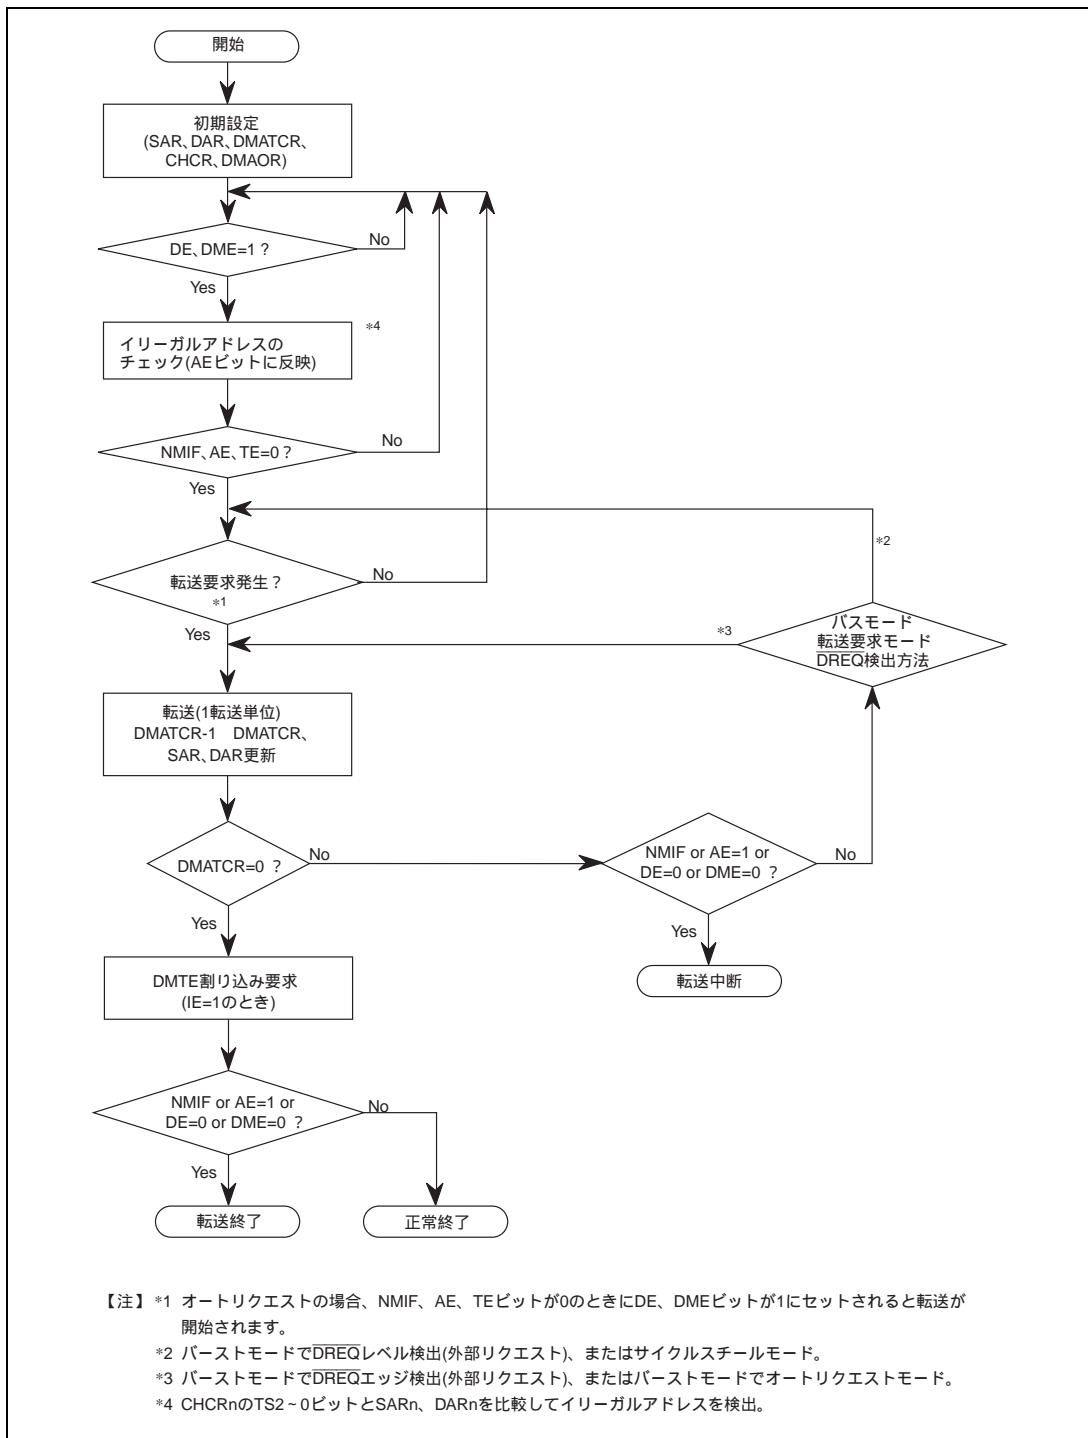 開始
初期設定
(SAR、DAR、DMATCR、
CHCR、DMAOR)
DE、DME=1？
No
Yes
*4
イリーガルアドレスの
チェック(AEビットに反映)
NMIF、AE、TE=0？
No
Yes
*2
転送要求発生？
*1
No
Yes
*3
バスモード
転送要求モード
DREQ検出方法
転送(1転送単位)
DMATCR-1　DMATCR、
SAR、DAR更新
DMATCR=0 ？
No
NMIF or AE=1 or
DE=0 or DME=0 ？
No
Yes
Yes
転送中断
DMTE割り込み要求
(IE=1のとき)
NMIF or AE=1 or
DE=0 or DME=0 ？
No
Yes
転送終了
正常終了
【注】 *1 オートリクエストの場合、NMIF、AE、TEビットが0のときにDE、DMEビットが1にセットされると転送が
開始されます。
*2 バーストモードでDREQレベル検出(外部リクエスト)、またはサイクルスチールモード。
*3 バーストモードでDREQエッジ検出(外部リクエスト)、またはバーストモードでオートリクエストモード。
*4 CHCRnのTS2~0ビットとSARn、DARnを比較してイリーガルアドレスを検出。